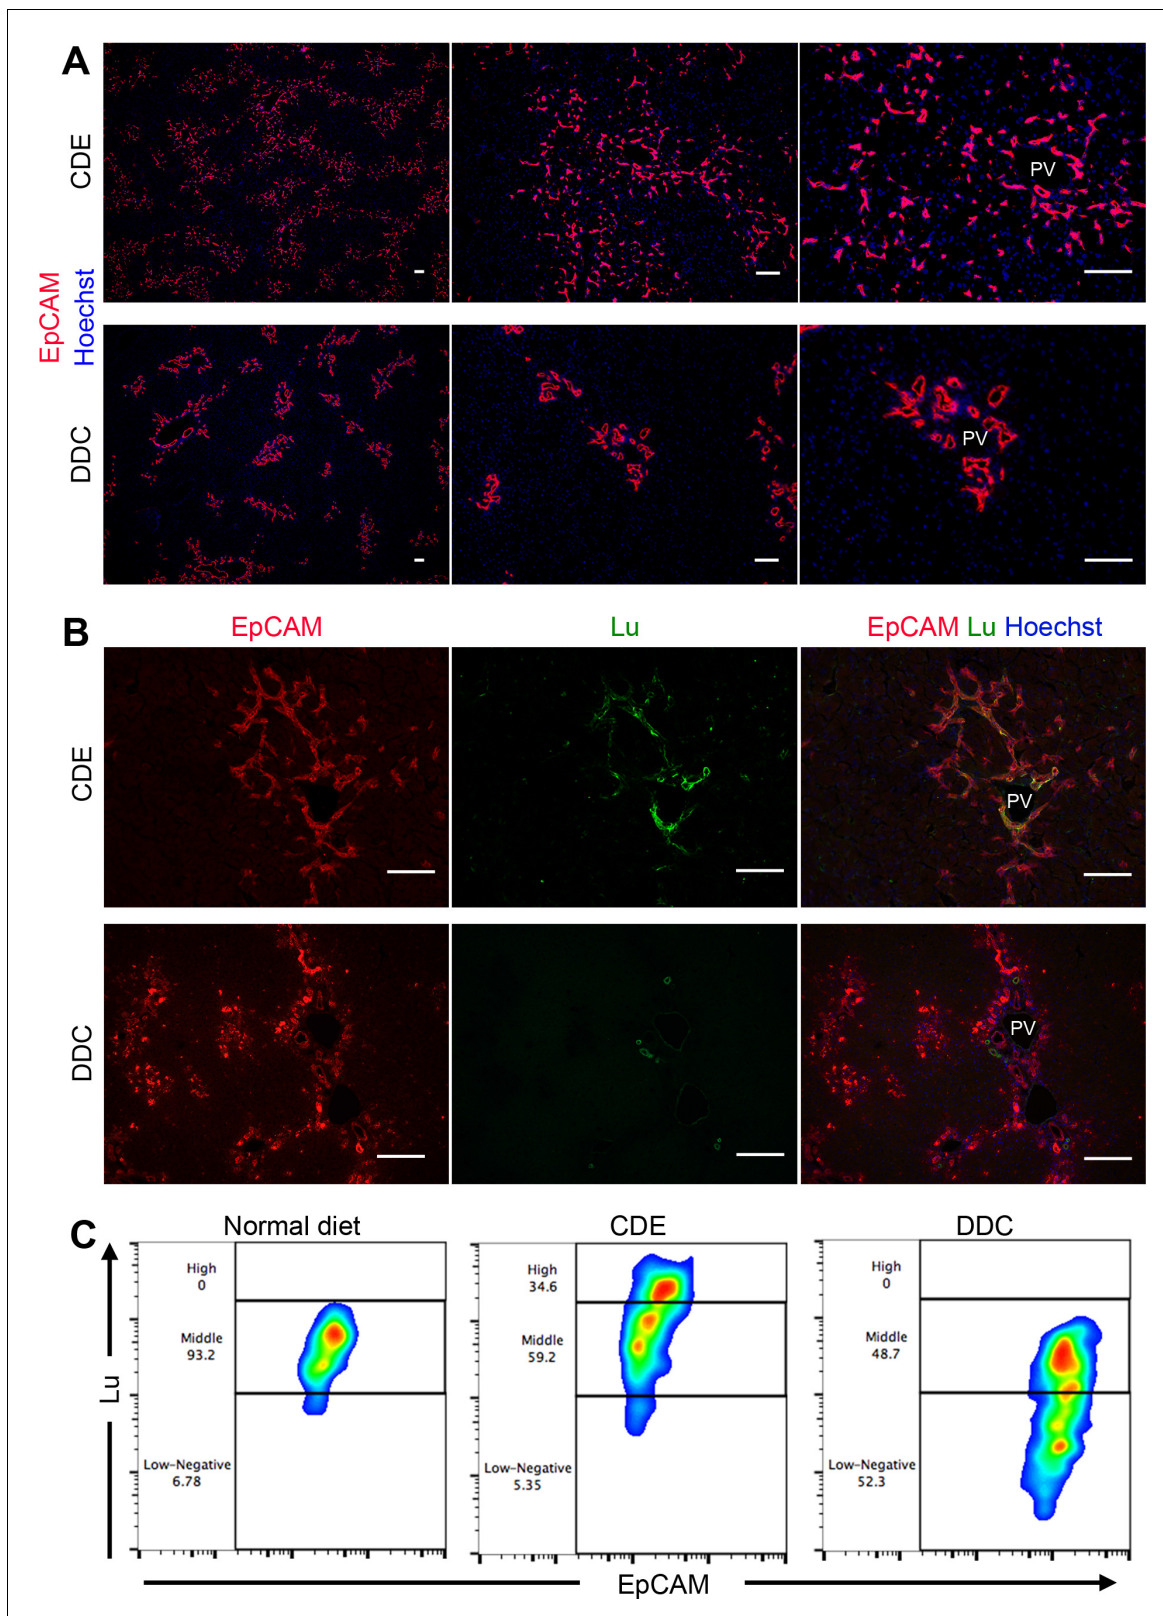 A
CDE
PV
EpCAM
Hoechst
DDC
PV
B
EpCAM
Lu
EpCAM Lu Hoechst
CDE
PV
DDC
PV
C
Normal diet
CDE
DDC
High
0
Middle
93.2
Low-Negative
6.78
High
34.6
Middle
59.2
Low-Negative
5.35
High
0
Middle
48.7
Low-Negative
52.3
Lu
EpCAM